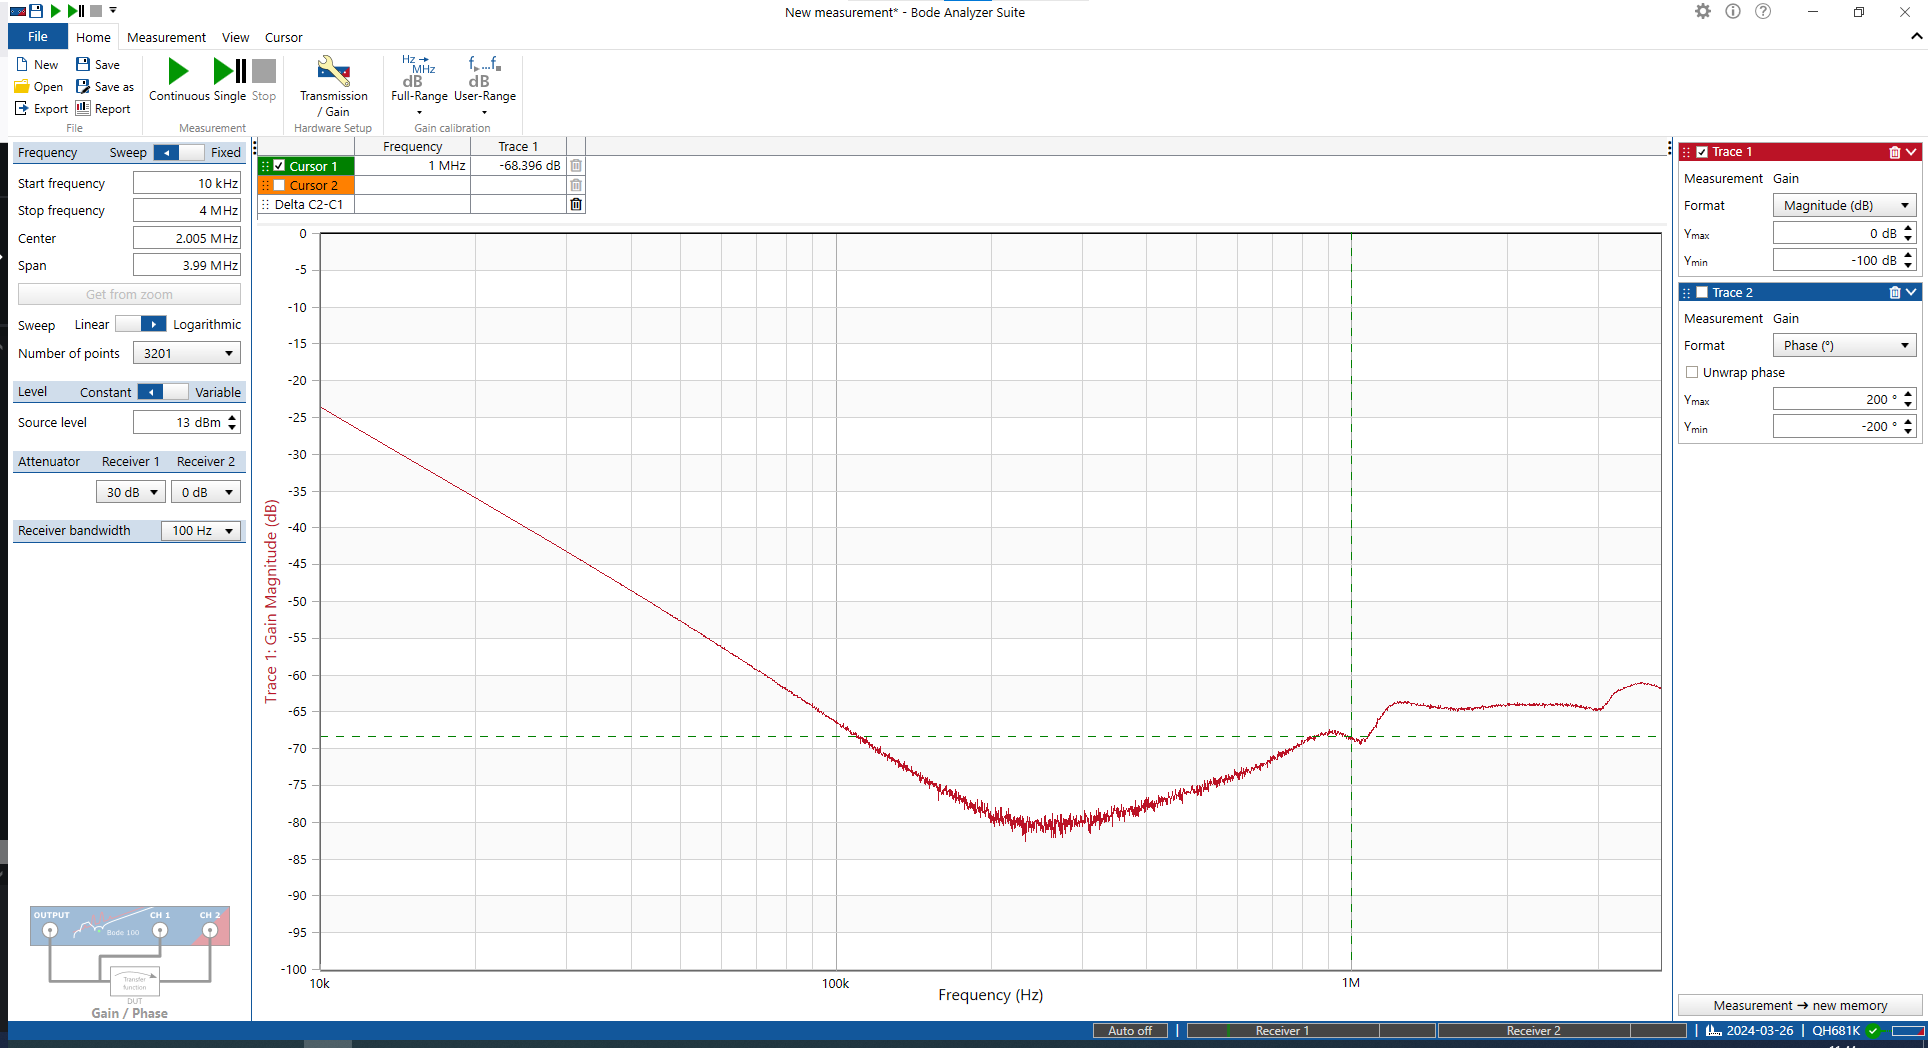 New measurement* - Bode Analyzer Suite
File Home Measurement View Cursor
New Save
Open Save as
Export Report
File
Continuous Single Stop
Measurement
Transmission
/ Gain
Hardware Setup
Hz → MHz dB
Full-Range
f▸...f■ dB
User-Range
Gain calibration
Frequency Sweep Fixed
Start frequency 10 kHz
Stop frequency 4 MHz
Center 2.005 MHz
Span 3.99 MHz
Get from zoom
Sweep Linear Logarithmic
Number of points 3201
Level Constant Variable
Source level 13 dBm
Attenuator Receiver 1 Receiver 2
30 dB 0 dB
Receiver bandwidth 100 Hz
OUTPUT CH 1 CH 2
Bode 100
Transfer
function
DUT
Gain / Phase
Frequency Trace 1
Cursor 1 1 MHz -68.396 dB
Cursor 2
Delta C2-C1
Trace 1: Gain Magnitude (dB)
0
-5
-10
-15
-20
-25
-30
-35
-40
-45
-50
-55
-60
-65
-70
-75
-80
-85
-90
-95
-100
10k 100k 1M
Frequency (Hz)
Trace 1
Measurement Gain
Format Magnitude (dB)
Ymax 0 dB
Ymin -100 dB
Trace 2
Measurement Gain
Format Phase (°)
Unwrap phase
Ymax 200 °
Ymin -200 °
Measurement → new memory
Auto off | Receiver 1 Receiver 2 | 2024-03-26 | QH681K